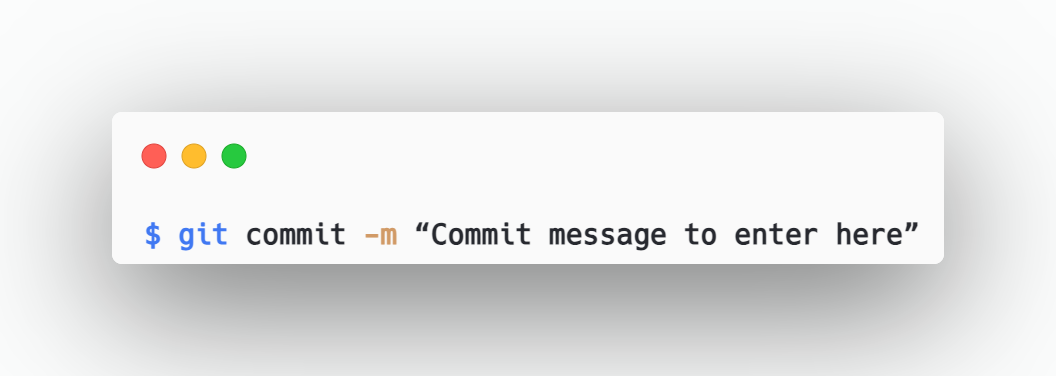 $ git commit -m “Commit message to enter here”